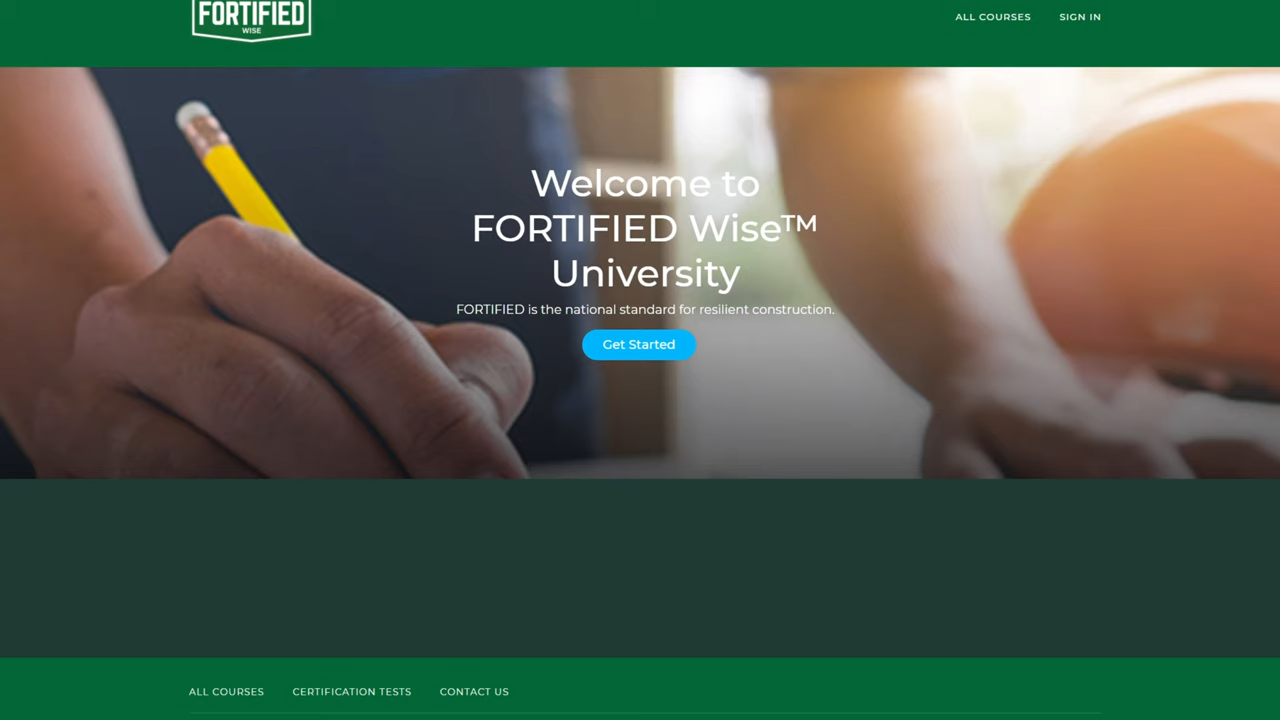 FORTIFIED
WISE
ALL COURSES SIGN IN
Welcome to
FORTIFIED Wise™
University
FORTIFIED is the national standard for resilient construction.
Get Started
ALL COURSES CERTIFICATION TESTS CONTACT US